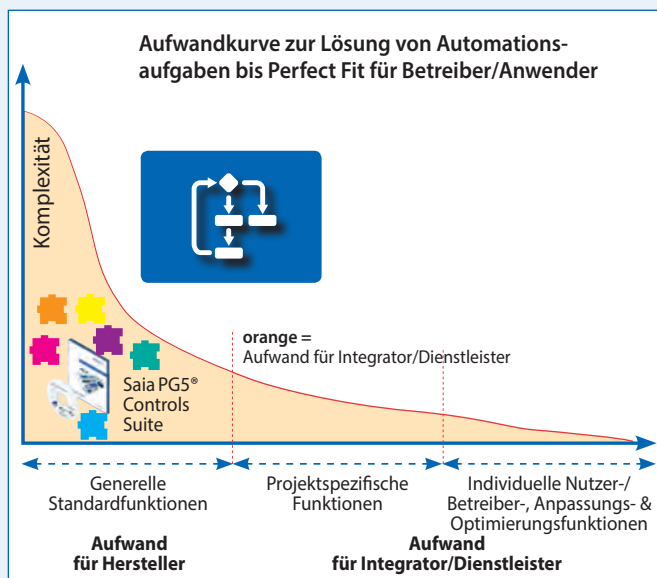 Aufwandkurve zur Lösung von Automations-
aufgaben bis Perfect Fit für Betreiber/Anwender
Komplexität
orange =
Aufwand für Integrator/Dienstleister
Saia PG5®
Controls
Suite
Generelle
Standardfunktionen
Projektspezifische
Funktionen
Individuelle Nutzer-/
Betreiber-, Anpassungs- &
Optimierungsfunktionen
Aufwand
für Hersteller
Aufwand
für Integrator/Dienstleister